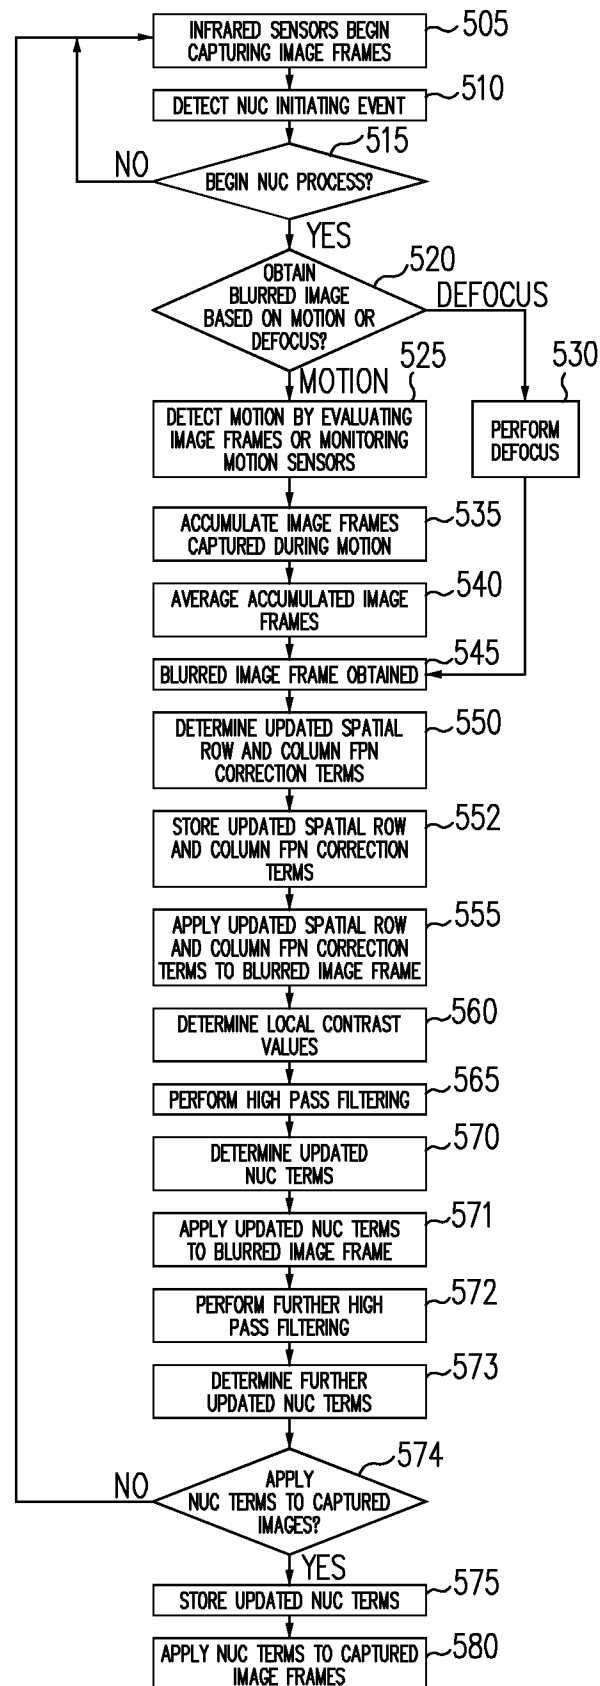 INFRARED SENSORS BEGIN
CAPTURING IMAGE FRAMES
505
DETECT NUC INITIATING EVENT
510
515
NO
BEGIN NUC PROCESS?
YES
520
OBTAIN
BLURRED IMAGE
BASED ON MOTION OR
DEFOCUS?
DEFOCUS
MOTION
525
530
DETECT MOTION BY EVALUATING
IMAGE FRAMES OR MONITORING
MOTION SENSORS
PERFORM
DEFOCUS
ACCUMULATE IMAGE FRAMES
CAPTURED DURING MOTION
535
AVERAGE ACCUMULATED IMAGE
FRAMES
540
BLURRED IMAGE FRAME OBTAINED
545
DETERMINE UPDATED SPATIAL
ROW AND COLUMN FPN
CORRECTION TERMS
550
STORE UPDATED SPATIAL ROW
AND COLUMN FPN CORRECTION
TERMS
552
APPLY UPDATED SPATIAL ROW
AND COLUMN FPN CORRECTION
TERMS TO BLURRED IMAGE FRAME
555
DETERMINE LOCAL CONTRAST
VALUES
560
PERFORM HIGH PASS FILTERING
565
DETERMINE UPDATED
NUC TERMS
570
APPLY UPDATED NUC TERMS
TO BLURRED IMAGE FRAME
571
PERFORM FURTHER HIGH
PASS FILTERING
572
DETERMINE FURTHER
UPDATED NUC TERMS
573
574
NO
APPLY
NUC TERMS TO CAPTURED
IMAGES?
YES
STORE UPDATED NUC TERMS
575
APPLY NUC TERMS TO CAPTURED
IMAGE FRAMES
580